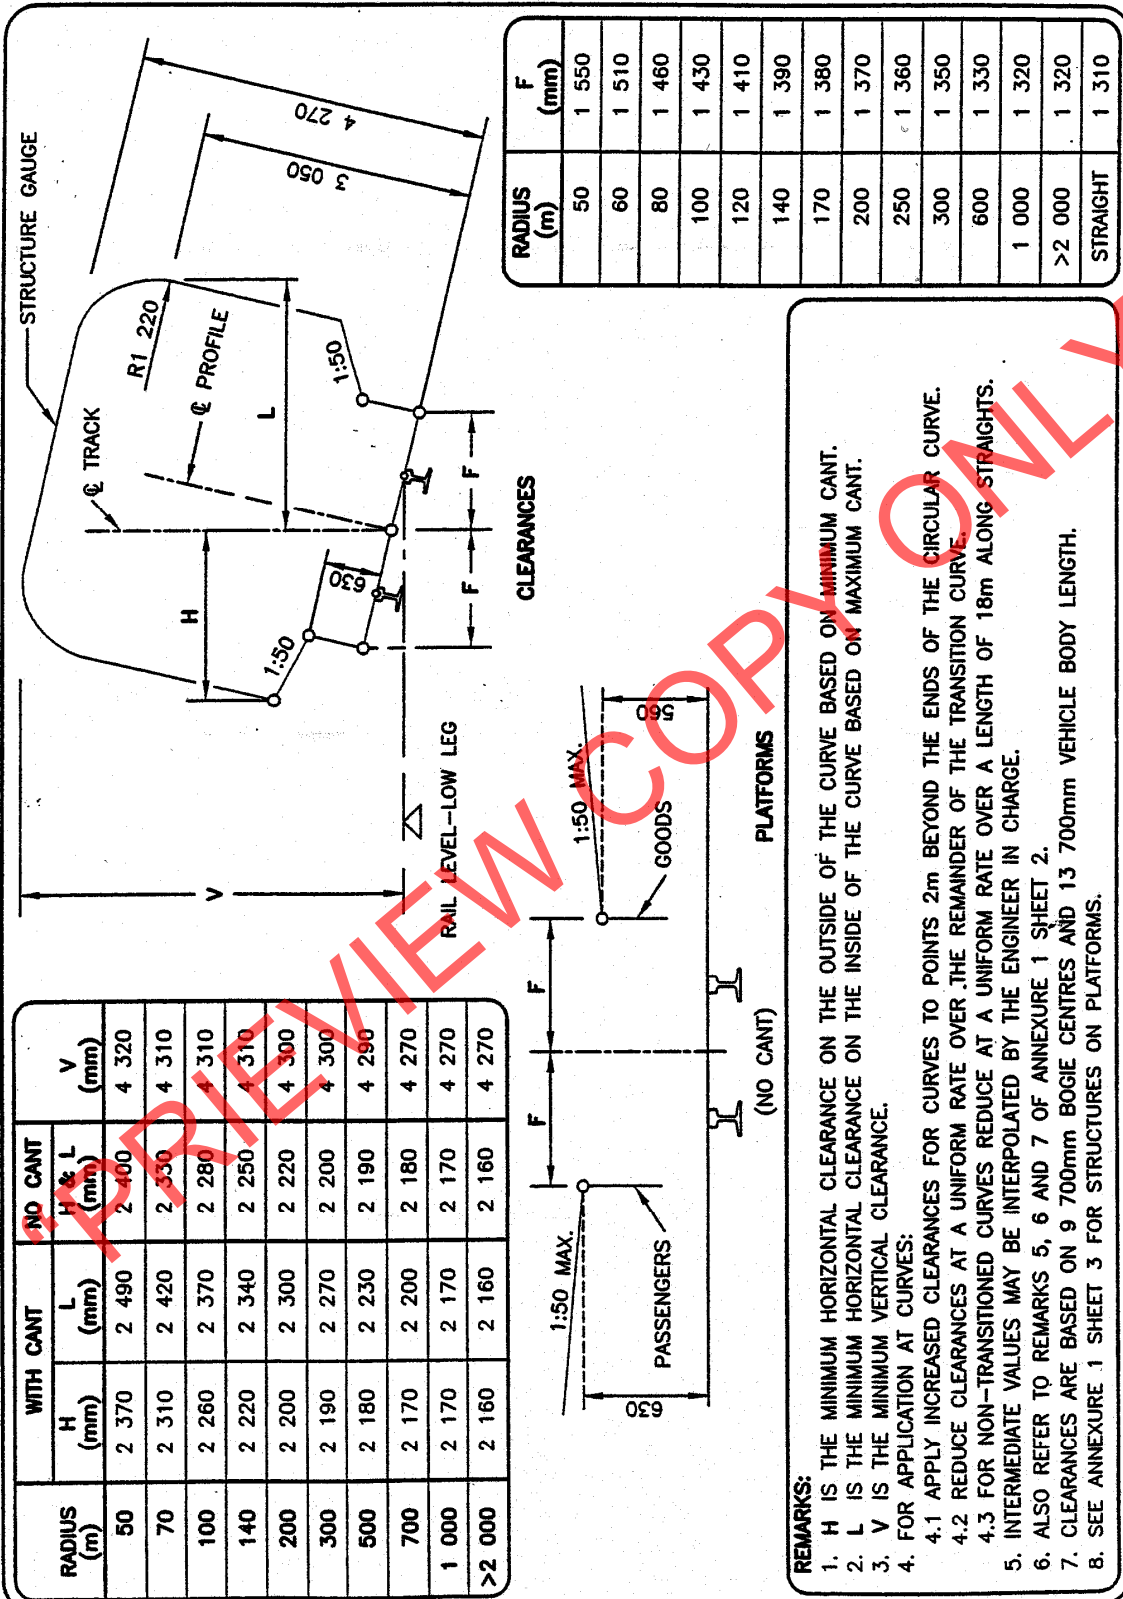 RADIUS (m) | WITH CANT H (mm) | WITH CANT L (mm) | NO CANT H & L (mm) | V (mm)
50 | 2 370 | 2 490 | 2 400 | 4 320
70 | 2 310 | 2 420 | 2 330 | 4 310
100 | 2 260 | 2 370 | 2 280 | 4 310
140 | 2 220 | 2 340 | 2 250 | 4 310
200 | 2 200 | 2 300 | 2 220 | 4 300
300 | 2 190 | 2 270 | 2 200 | 4 300
500 | 2 180 | 2 230 | 2 190 | 4 290
700 | 2 170 | 2 200 | 2 180 | 4 270
1 000 | 2 170 | 2 170 | 2 170 | 4 270
>2 000 | 2 160 | 2 160 | 2 160 | 4 270
STRUCTURE GAUGE
℄ TRACK
℄ PROFILE
R1 220
4 270
3 050
H
L
V
1:50
1:50
630
F
F
RAIL LEVEL-LOW LEG
CLEARANCES
1:50 MAX.
1:50 MAX.
F
F
630
560
PASSENGERS
GOODS
(NO CANT)
PLATFORMS
RADIUS (m) | F (mm)
50 | 1 550
60 | 1 510
80 | 1 460
100 | 1 430
120 | 1 410
140 | 1 390
170 | 1 380
200 | 1 370
250 | 1 360
300 | 1 350
600 | 1 330
1 000 | 1 320
>2 000 | 1 320
STRAIGHT | 1 310
REMARKS:
1. H IS THE MINIMUM HORIZONTAL CLEARANCE ON THE OUTSIDE OF THE CURVE BASED ON MINIMUM CANT.
2. L IS THE MINIMUM HORIZONTAL CLEARANCE ON THE INSIDE OF THE CURVE BASED ON MAXIMUM CANT.
3. V IS THE MINIMUM VERTICAL CLEARANCE.
4. FOR APPLICATION AT CURVES:
4.1 APPLY INCREASED CLEARANCES FOR CURVES TO POINTS 2m BEYOND THE ENDS OF THE CIRCULAR CURVE.
4.2 REDUCE CLEARANCES AT A UNIFORM RATE OVER THE REMAINDER OF THE TRANSITION CURVE.
4.3 FOR NON-TRANSITIONED CURVES REDUCE AT A UNIFORM RATE OVER A LENGTH OF 18m ALONG STRAIGHTS.
5. INTERMEDIATE VALUES MAY BE INTERPOLATED BY THE ENGINEER IN CHARGE.
6. ALSO REFER TO REMARKS 5, 6 AND 7 OF ANNEXURE 1 SHEET 2.
7. CLEARANCES ARE BASED ON 9 700mm BOGIE CENTRES AND 13 700mm VEHICLE BODY LENGTH.
8. SEE ANNEXURE 1 SHEET 3 FOR STRUCTURES ON PLATFORMS.
"PREVIEW COPY ONLY